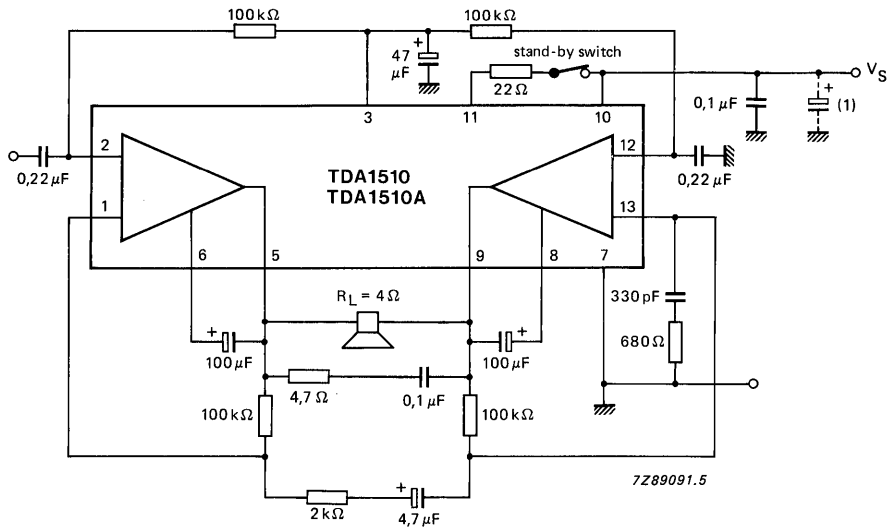 100 kΩ
100 kΩ
+
47
μF
stand-by switch
22 Ω
VS
0,1 μF
+
(1)
3
11
10
2
12
0,22 μF
TDA1510
TDA1510A
0,22 μF
1
13
6
5
9
8
7
RL = 4 Ω
330 pF
+
100 μF
+
100 μF
680 Ω
4,7 Ω
0,1 μF
100 kΩ
100 kΩ
+
2 kΩ
4,7 μF
7Z89091.5